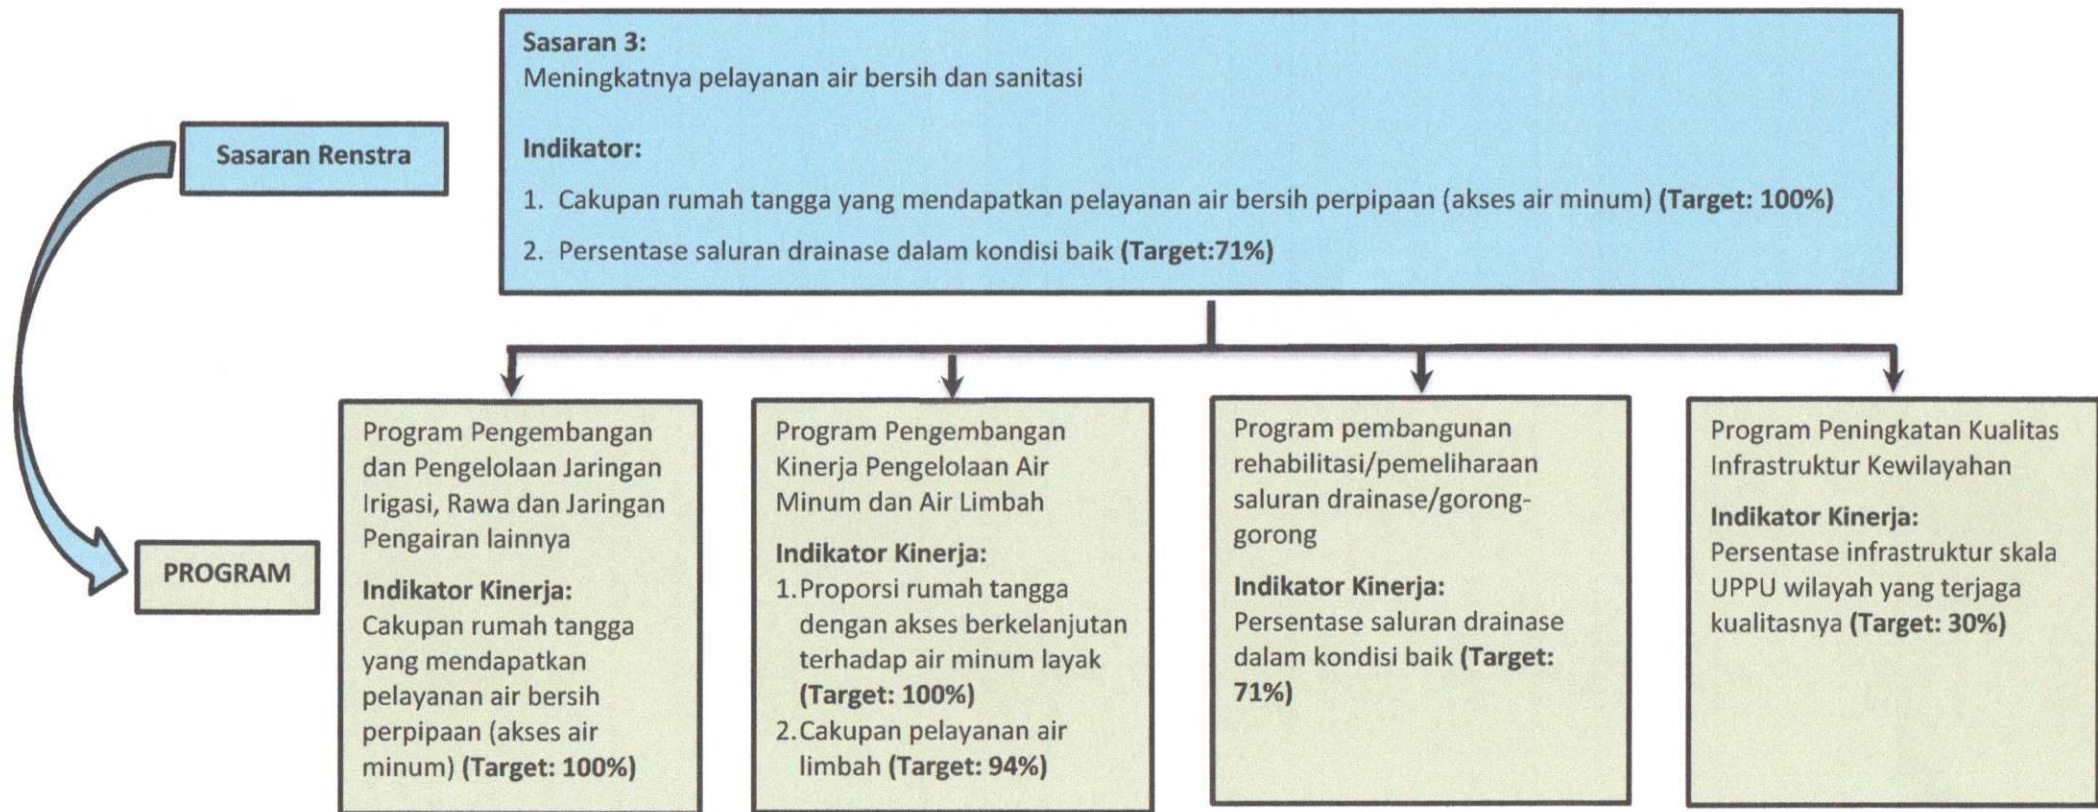 Sasaran 3:
Meningkatnya pelayanan air bersih dan sanitasi
Indikator:
1. Cakupan rumah tangga yang mendapatkan pelayanan air bersih perpipaan (akses air minum) (Target: 100%)
2. Persentase saluran drainase dalam kondisi baik (Target:71%)
Sasaran Renstra
PROGRAM
Program Pengembangan
dan Pengelolaan Jaringan
Irigasi, Rawa dan Jaringan
Pengairan lainnya
Indikator Kinerja:
Cakupan rumah tangga
yang mendapatkan
pelayanan air bersih
perpipaan (akses air
minum) (Target: 100%)
Program Pengembangan
Kinerja Pengelolaan Air
Minum dan Air Limbah
Indikator Kinerja:
1.Proporsi rumah tangga
dengan akses berkelanjutan
terhadap air minum layak
(Target: 100%)
2.Cakupan pelayanan air
limbah (Target: 94%)
Program pembangunan
rehabilitasi/pemeliharaan
saluran drainase/gorong-
gorong
Indikator Kinerja:
Persentase saluran drainase
dalam kondisi baik (Target:
71%)
Program Peningkatan Kualitas
Infrastruktur Kewilayahan
Indikator Kinerja:
Persentase infrastruktur skala
UPPU wilayah yang terjaga
kualitasnya (Target: 30%)